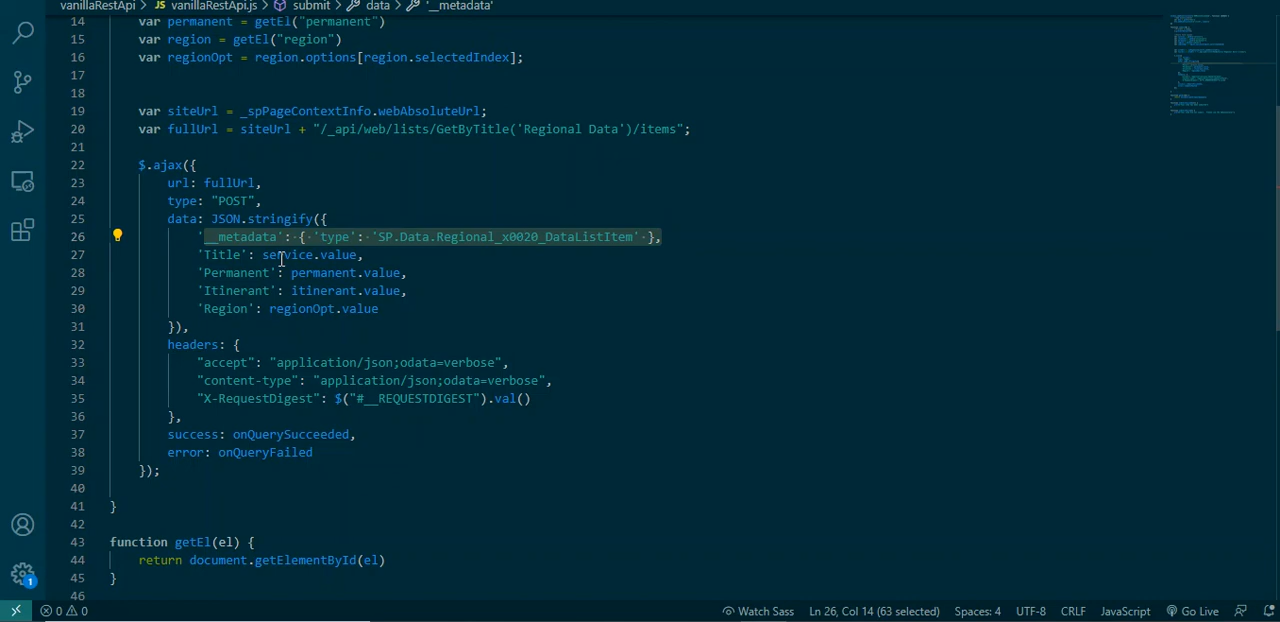 vanillaRestApi > JS vanillaRestApi.js > submit > data > '__metadata'
14 var permanent = getEl("permanent")
15 var region = getEl("region")
16 var regionOpt = region.options[region.selectedIndex];
17
18
19 var siteUrl = _spPageContextInfo.webAbsoluteUrl;
20 var fullUrl = siteUrl + "/_api/web/lists/GetByTitle('Regional Data')/items";
21
22 $.ajax({
23 url: fullUrl,
24 type: "POST",
25 data: JSON.stringify({
26 '__metadata': { 'type': 'SP.Data.Regional_x0020_DataListItem' },
27 'Title': service.value,
28 'Permanent': permanent.value,
29 'Itinerant': itinerant.value,
30 'Region': regionOpt.value
31 }),
32 headers: {
33 "accept": "application/json;odata=verbose",
34 "content-type": "application/json;odata=verbose",
35 "X-RequestDigest": $("#__REQUESTDIGEST").val()
36 },
37 success: onQuerySucceeded,
38 error: onQueryFailed
39 });
40
41 }
42
43 function getEl(el) {
44 return document.getElementById(el)
45 }
46
1
0 0 Watch Sass Ln 26, Col 14 (63 selected) Spaces: 4 UTF-8 CRLF JavaScript Go Live